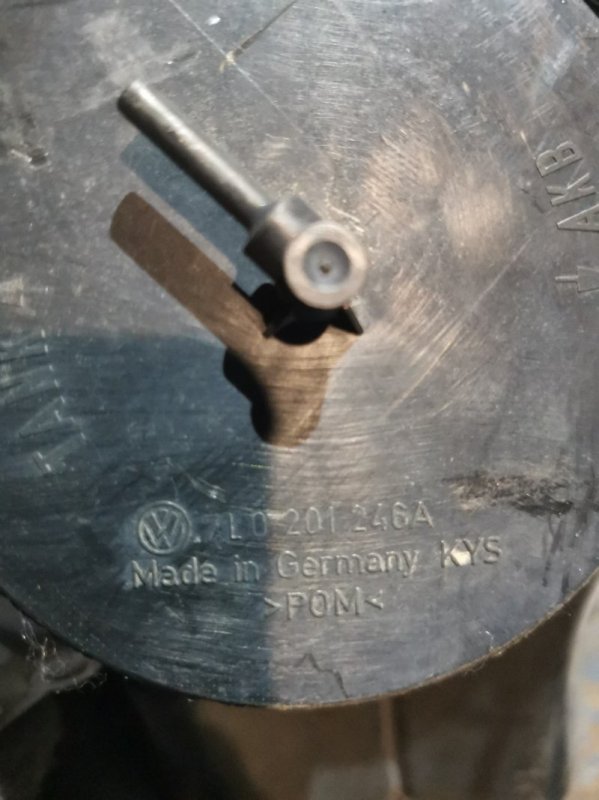 AKB
.7L0 201 246A
Made in Germany KYS
>POM<